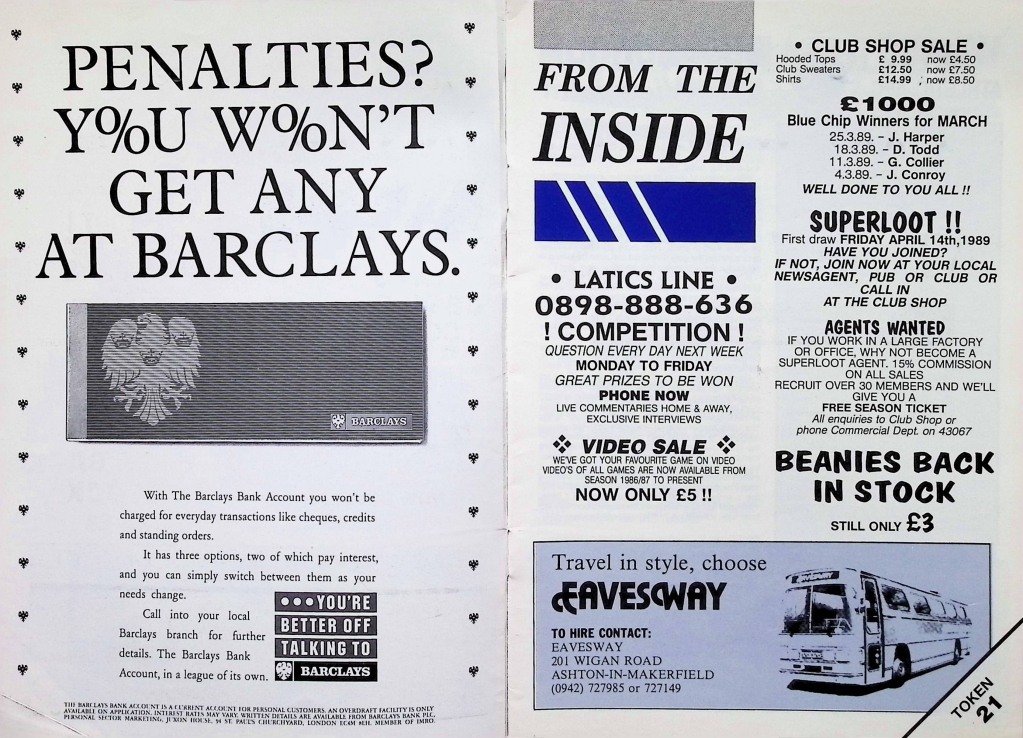 PENALTIES?
Y%U W%N'T
GET ANY
AT BARCLAYS.
BARCLAYS
With The Barclays Bank Account you won't be
charged for everyday transactions like cheques, credits
and standing orders.
It has three options, two of which pay interest,
and you can simply switch between them as your
needs change.
Call into your local
Barclays branch for further
details. The Barclays Bank
Account, in a league of its own.
•••YOU'RE
BETTER OFF
TALKING TO
BARCLAYS
THE BARCLAYS BANK ACCOUNT IS A CURRENT ACCOUNT FOR PERSONAL CUSTOMERS. AN OVERDRAFT FACILITY IS ONLY
AVAILABLE ON APPLICATION. INTEREST RATES MAY VARY. WRITTEN DETAILS ARE AVAILABLE FROM BARCLAYS BANK PLC,
PERSONAL SECTOR MARKETING, JUXON HOUSE, 94 ST. PAUL'S CHURCHYARD, LONDON EC4M 8EH. MEMBER OF IMRO.
FROM THE
INSIDE
• LATICS LINE •
0898-888-636
! COMPETITION !
QUESTION EVERY DAY NEXT WEEK
MONDAY TO FRIDAY
GREAT PRIZES TO BE WON
PHONE NOW
LIVE COMMENTARIES HOME & AWAY,
EXCLUSIVE INTERVIEWS
❖ VIDEO SALE ❖
WE'VE GOT YOUR FAVOURITE GAME ON VIDEO
VIDEO'S OF ALL GAMES ARE NOW AVAILABLE FROM
SEASON 1986/87 TO PRESENT
NOW ONLY £5 !!
• CLUB SHOP SALE •
Hooded Tops £ 9.99 now £4.50
Club Sweaters £12.50 now £7.50
Shirts £14.99 ; now £8.50
£1000
Blue Chip Winners for MARCH
25.3.89. – J. Harper
18.3.89. – D. Todd
11.3.89. – G. Collier
4.3.89. – J. Conroy
WELL DONE TO YOU ALL !!
SUPERLOOT !!
First draw FRIDAY APRIL 14th,1989
HAVE YOU JOINED?
IF NOT, JOIN NOW AT YOUR LOCAL
NEWSAGENT, PUB OR CLUB OR
CALL IN
AT THE CLUB SHOP
AGENTS WANTED
IF YOU WORK IN A LARGE FACTORY
OR OFFICE, WHY NOT BECOME A
SUPERLOOT AGENT. 15% COMMISSION
ON ALL SALES
RECRUIT OVER 30 MEMBERS AND WE'LL
GIVE YOU A
FREE SEASON TICKET
All enquiries to Club Shop or
phone Commercial Dept. on 43067
BEANIES BACK
IN STOCK
STILL ONLY £3
Travel in style, choose
EAVESWAY
TO HIRE CONTACT:
EAVESWAY
201 WIGAN ROAD
ASHTON-IN-MAKERFIELD
(0942) 727985 or 727149
EAVESWAY
TOKEN
21